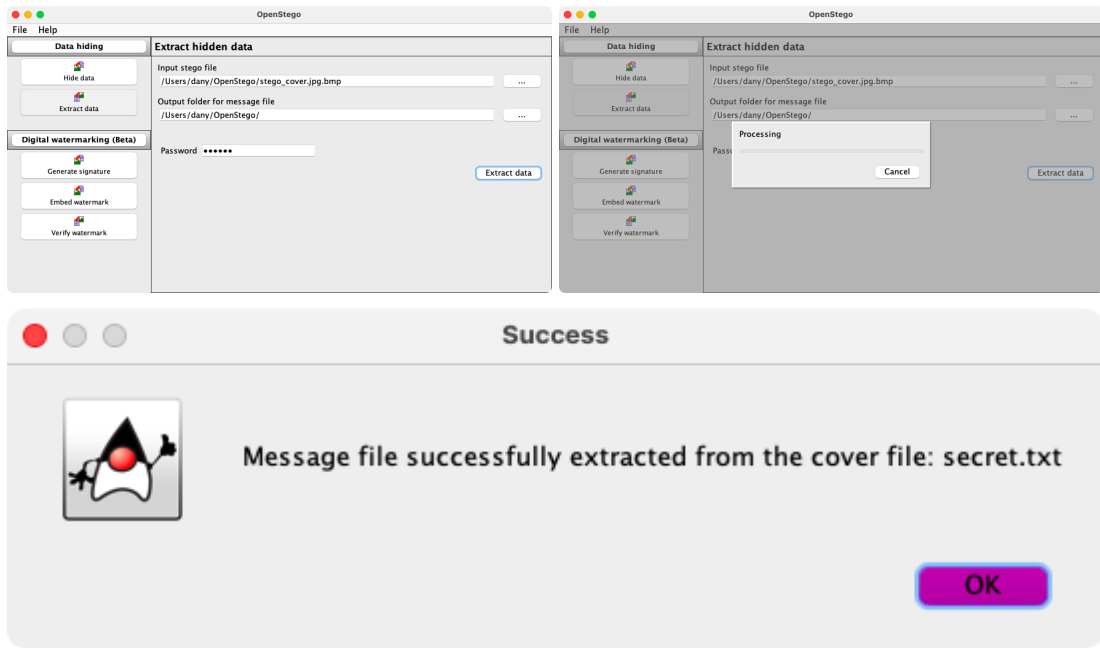 OpenStego
File Help
Data hiding
Hide data
Extract data
Digital watermarking (Beta)
Generate signature
Embed watermark
Verify watermark
Extract hidden data
Input stego file
/Users/dany/OpenStego/stego_cover.jpg.bmp
...
Output folder for message file
/Users/dany/OpenStego/
...
Password ••••••
Extract data
OpenStego
File Help
Data hiding
Hide data
Extract data
Digital watermarking (Beta)
Generate signature
Embed watermark
Verify watermark
Extract hidden data
Input stego file
/Users/dany/OpenStego/stego_cover.jpg.bmp
...
Output folder for message file
/Users/dany/OpenStego/
...
Processing
Cancel
Extract data
Success
Message file successfully extracted from the cover file: secret.txt
OK